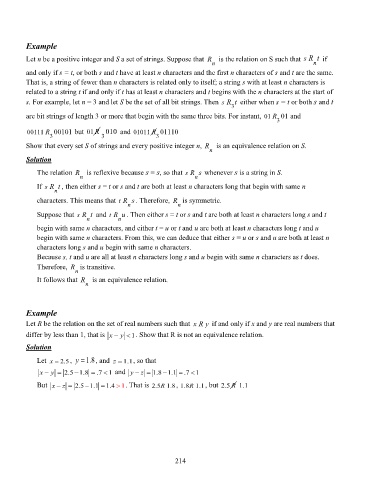 Example
Let n be a positive integer and S a set of strings. Suppose that R_n is the relation on S such that s R_n t if
and only if s = t, or both s and t have at least n characters and the first n characters of s and t are the same.
That is, a string of fewer than n characters is related only to itself; a string s with at least n characters is
related to a string t if and only if t has at least n characters and t begins with the n characters at the start of
s. For example, let n = 3 and let S be the set of all bit strings. Then s R_3 t either when s = t or both s and t
are bit strings of length 3 or more that begin with the same three bits. For instance, 01 R_3 01 and
00111 R_3 00101 but 01 R̸_3 010 and 01011 R̸_3 01110
Show that every set S of strings and every positive integer n, R_n is an equivalence relation on S.
Solution
The relation R_n is reflexive because s = s, so that s R_n s whenever s is a string in S.
If s R_n t, then either s = t or s and t are both at least n characters long that begin with same n
characters. This means that t R_n s. Therefore, R_n is symmetric.
Suppose that s R_n t and t R_n u. Then either s = t or s and t are both at least n characters long s and t
begin with same n characters, and either t = u or t and u are both at least n characters long t and u
begin with same n characters. From this, we can deduce that either s = u or s and u are both at least n
characters long s and u begin with same n characters.
Because s, t and u are all at least n characters long s and u begin with same n characters as t does.
Therefore, R_n is transitive.
It follows that R_n is an equivalence relation.
Example
Let R be the relation on the set of real numbers such that x R y if and only if x and y are real numbers that
differ by less than 1, that is |x − y| < 1. Show that R is not an equivalence relation.
Solution
Let x = 2.5, y = 1.8, and z = 1.1, so that
|x − y| = |2.5 − 1.8| = .7 < 1 and |y − z| = |1.8 − 1.1| = .7 < 1
But |x − z| = |2.5 − 1.1| = 1.4 > 1. That is 2.5R 1.8, 1.8R 1.1, but 2.5 R̸ 1.1
214